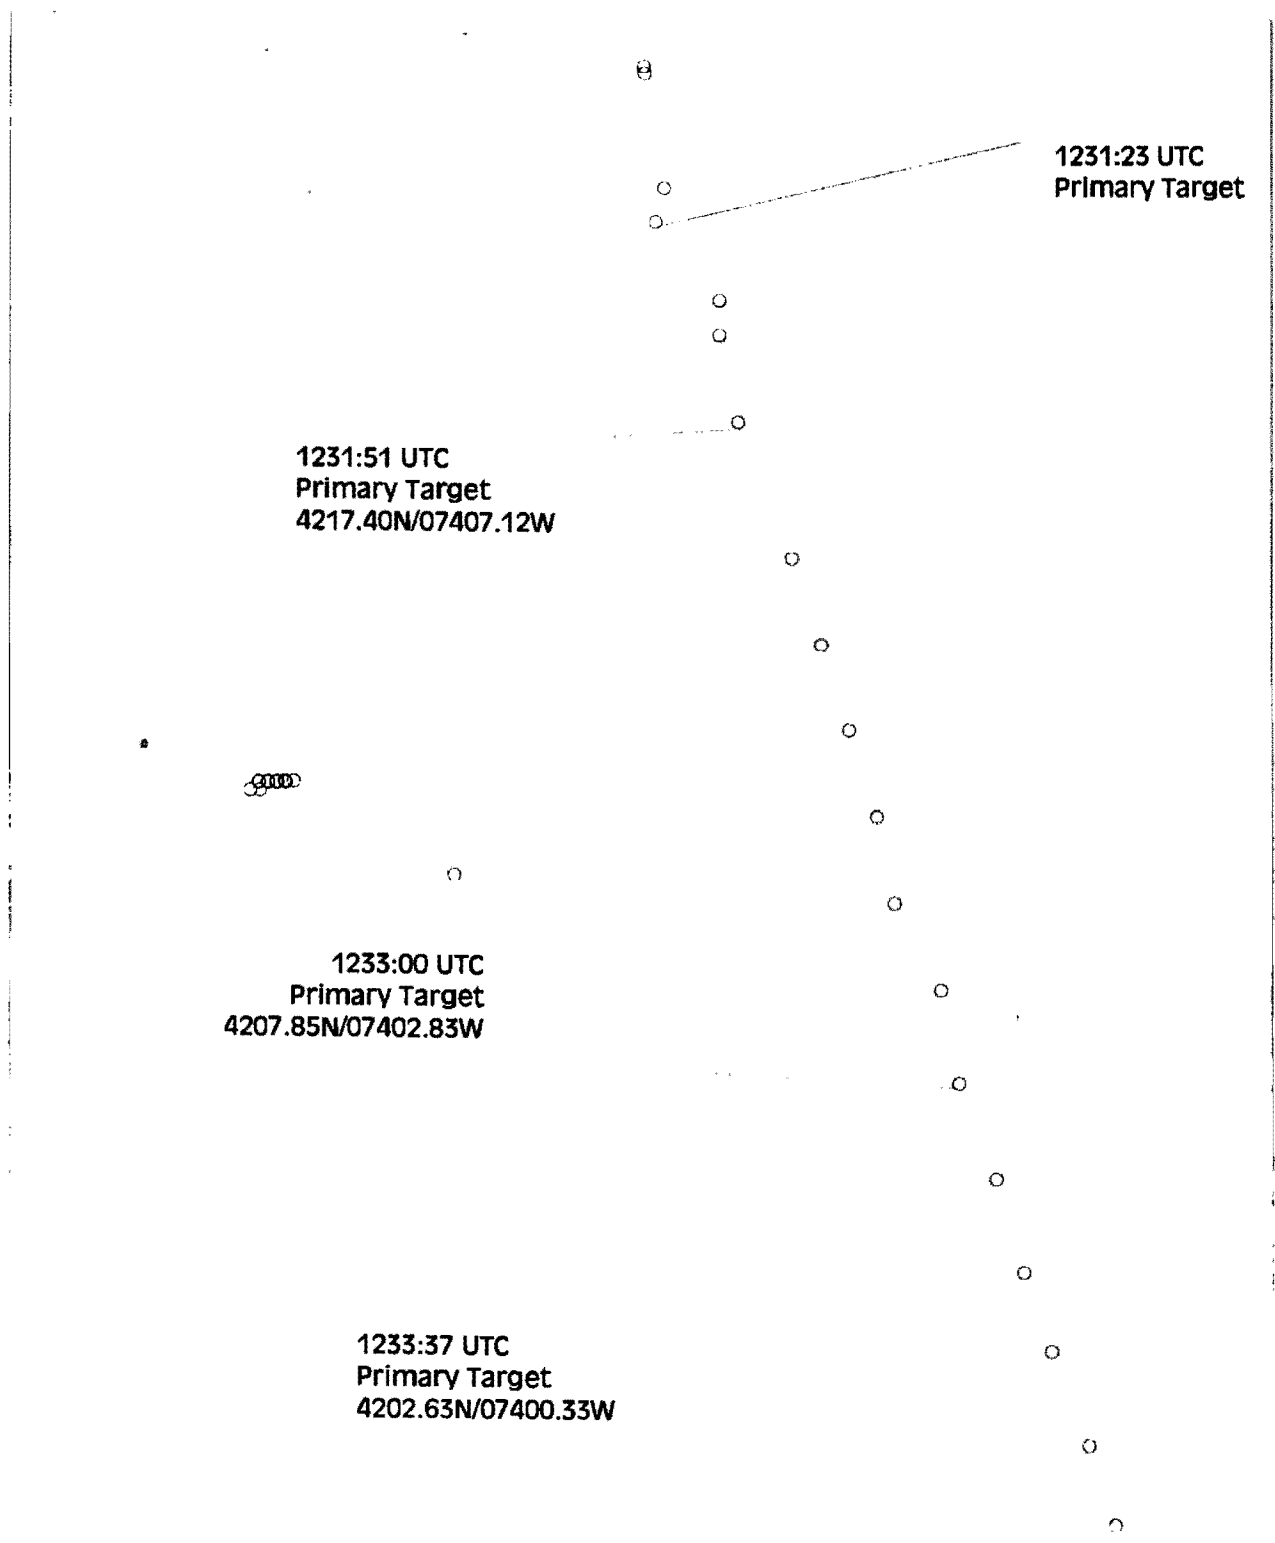 1231:23 UTC
Primary Target
1231:51 UTC
Primary Target
4217.40N/07407.12W
1233:00 UTC
Primary Target
4207.85N/07402.83W
1233:37 UTC
Primary Target
4202.63N/07400.33W